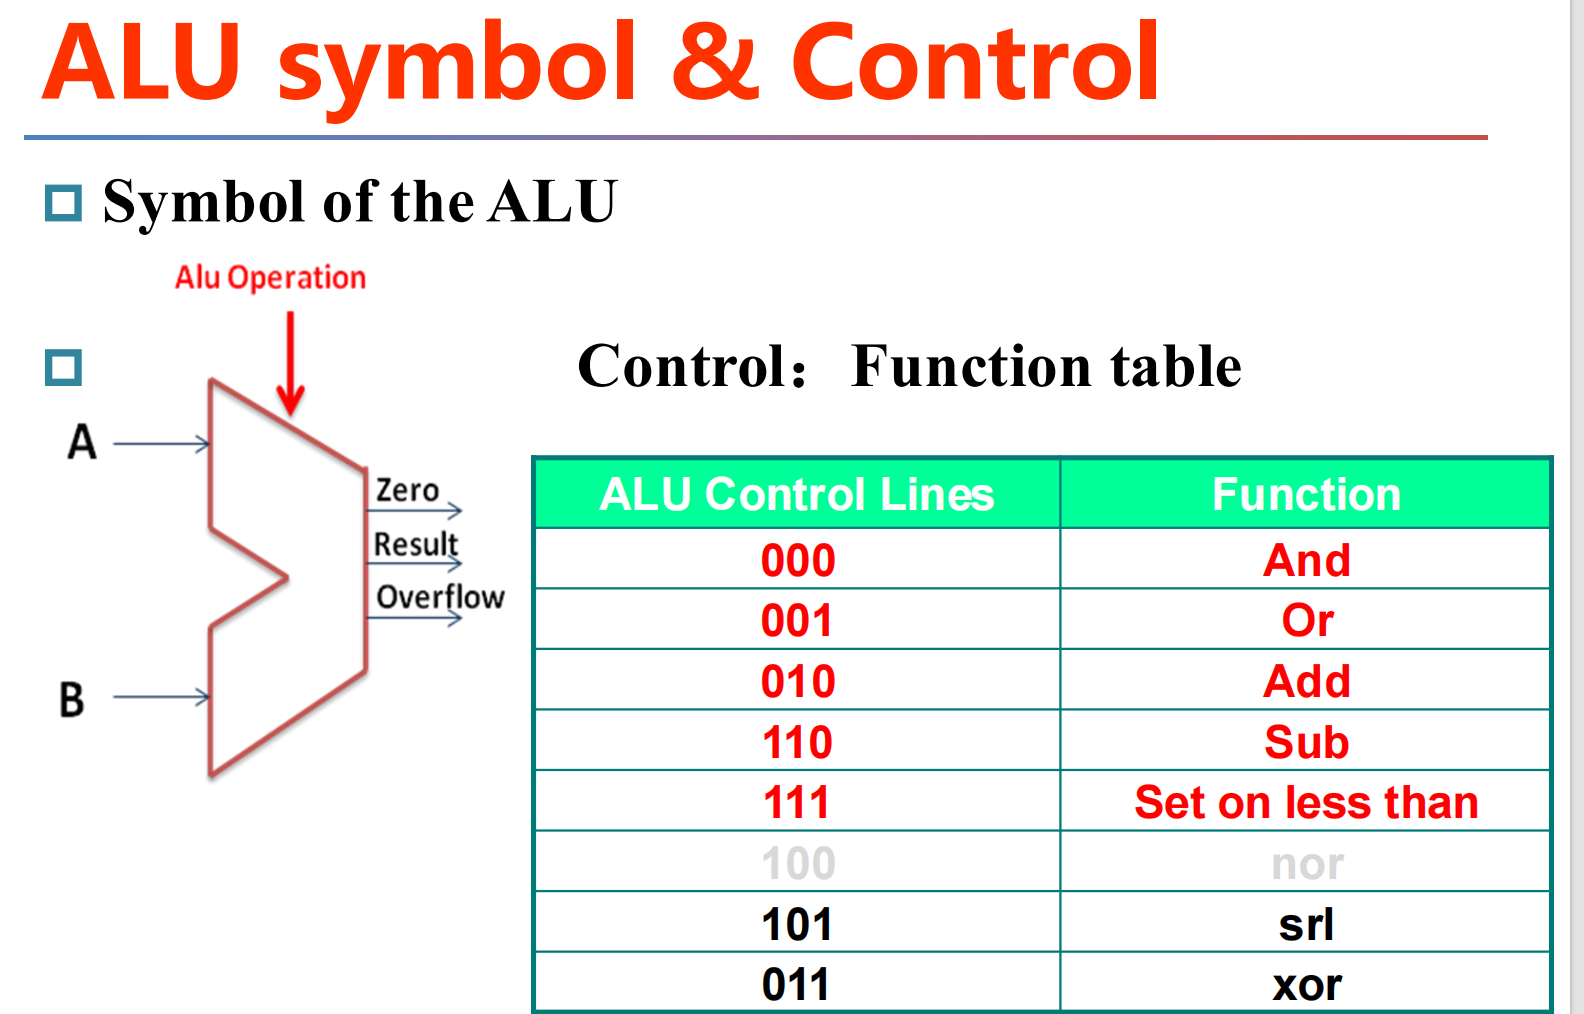 ALU symbol & Control
Symbol of the ALU
Alu Operation
Control: Function table
A
B
Zero
Result
Overflow
ALU Control Lines Function
000 And
001 Or
010 Add
110 Sub
111 Set on less than
100 nor
101 srl
011 xor